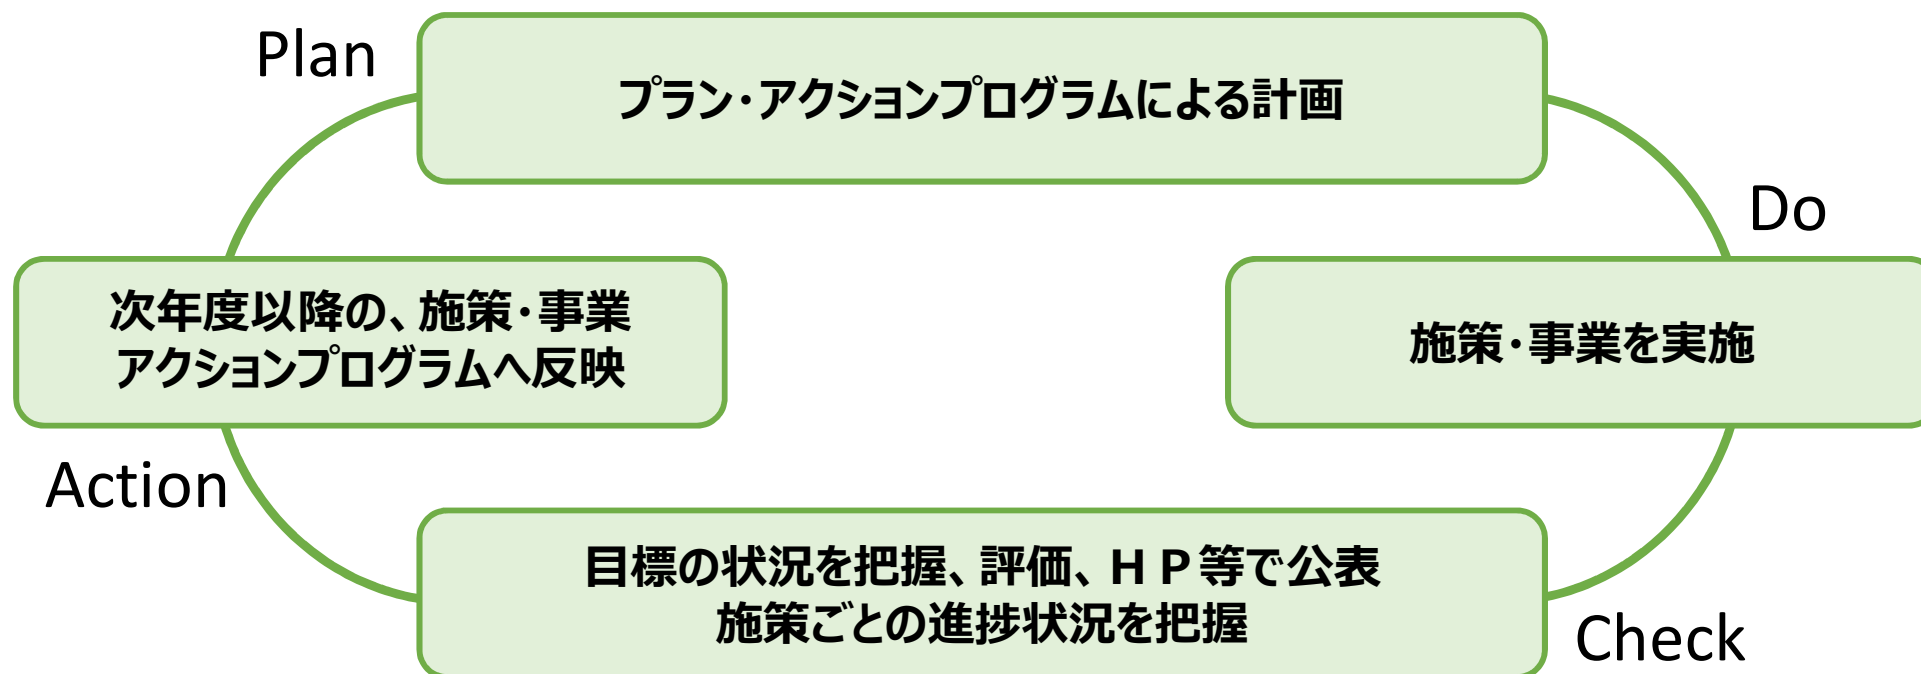 Plan
プラン・アクションプログラムによる計画
Do
施策・事業を実施
次年度以降の、施策・事業
アクションプログラムへ反映
Action
目標の状況を把握、評価、ＨＰ等で公表
施策ごとの進捗状況を把握
Check